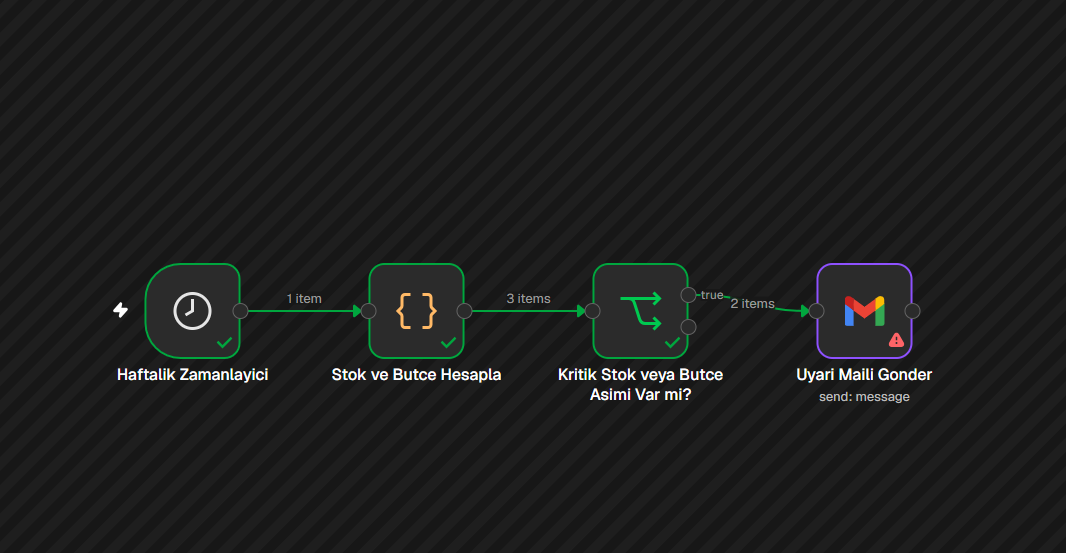 1 item
3 items
true
2 items
Haftalik Zamanlayici
Stok ve Butce Hesapla
Kritik Stok veya Butce
Asimi Var mi?
Uyari Maili Gonder
send: message